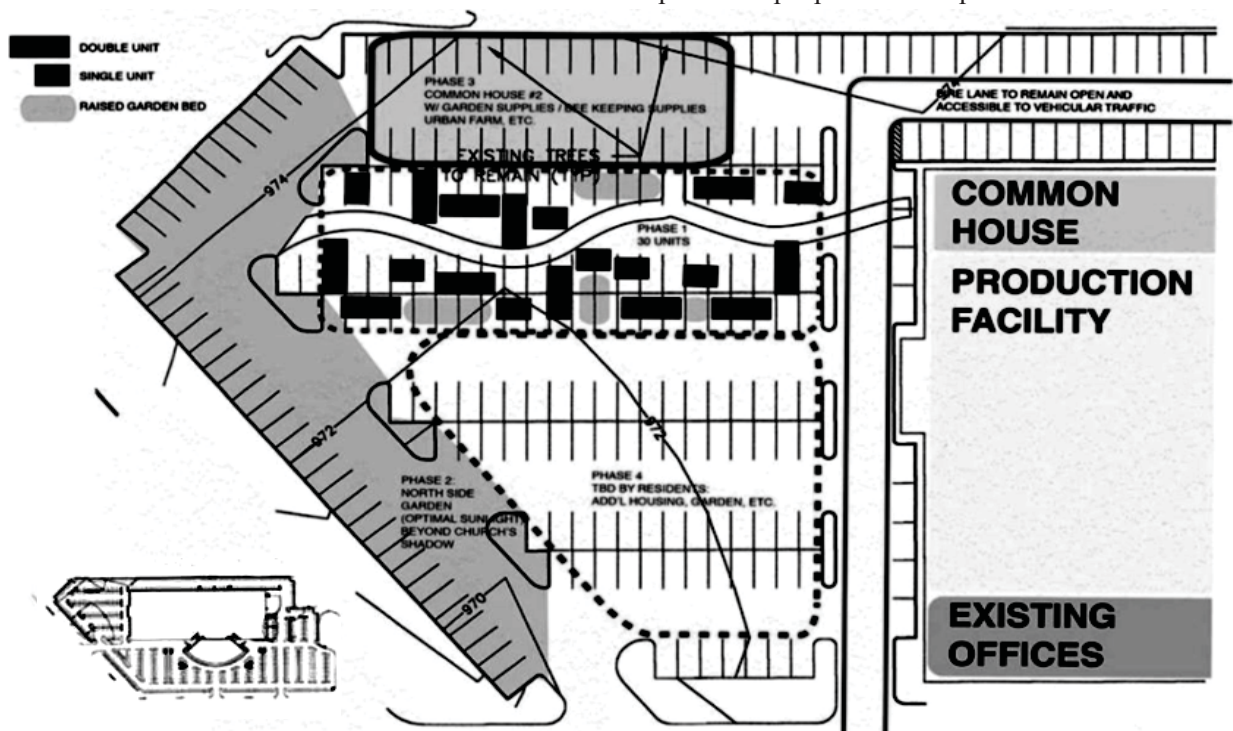 DOUBLE UNIT
SINGLE UNIT
RAISED GARDEN BED
PHASE 3
COMMON HOUSE #2
W/ GARDEN SUPPLIES / BEE KEEPING SUPPLIES
URBAN FARM, ETC.
EXISTING TREES
TO REMAIN (TYP)
FIRE LANE TO REMAIN OPEN AND
ACCESSIBLE TO VEHICULAR TRAFFIC
974
PHASE 1
30 UNITS
COMMON
HOUSE
PRODUCTION
FACILITY
972
972
PHASE 2:
NORTH SIDE
GARDEN
(OPTIMAL SUNLIGHT)
BEYOND CHURCH'S
SHADOW
PHASE 4
TBD BY RESIDENTS:
ADD'L HOUSING, GARDEN, ETC.
970
EXISTING
OFFICES